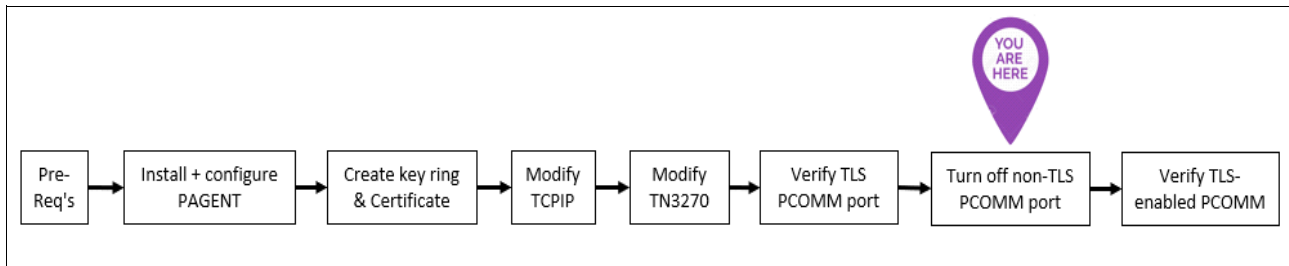 YOU
ARE
HERE
Pre-
Req's
Install + configure
PAGENT
Create key ring
& Certificate
Modify
TCPIP
Modify
TN3270
Verify TLS
PCOMM port
Turn off non-TLS
PCOMM port
Verify TLS-
enabled PCOMM